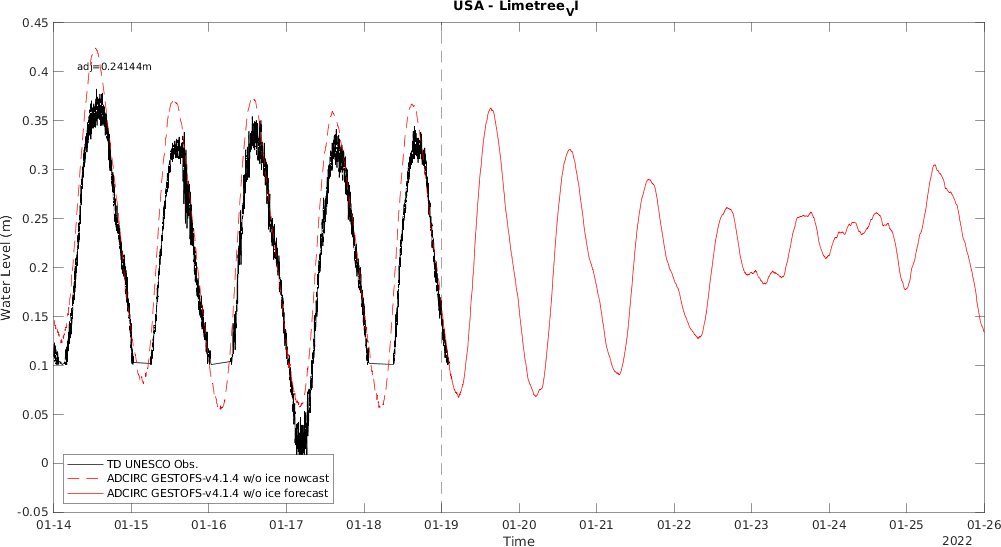 USA - Limetree_VI
adj=0.24144m
0.45
0.4
0.35
0.3
0.25
0.2
0.15
0.1
0.05
0
-0.05
Water Level (m)
TD UNESCO Obs.
ADCIRC GESTOFS-v4.1.4 w/o ice nowcast
ADCIRC GESTOFS-v4.1.4 w/o ice forecast
01-14 01-15 01-16 01-17 01-18 01-19 01-20 01-21 01-22 01-23 01-24 01-25 01-26
Time
2022